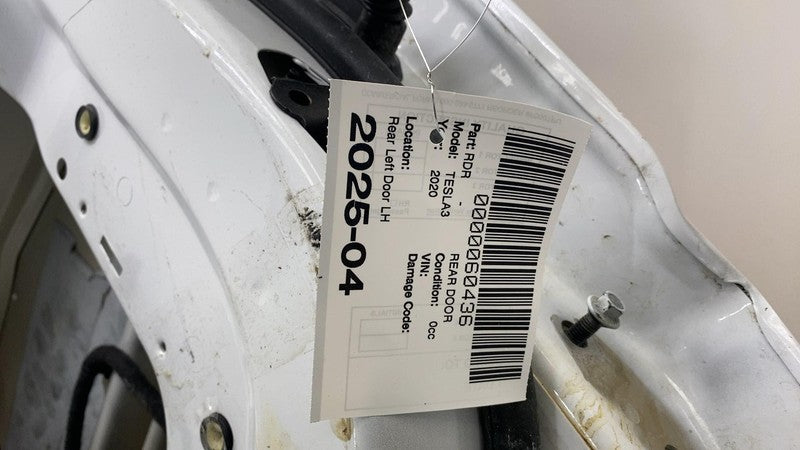 0000060436
Part: RDR - REAR DOOR
Model: TESLA3 Condition: 0cc
Year: 2020 VIN:
Location: Damage Code:
Rear Left Door LH
2025-04